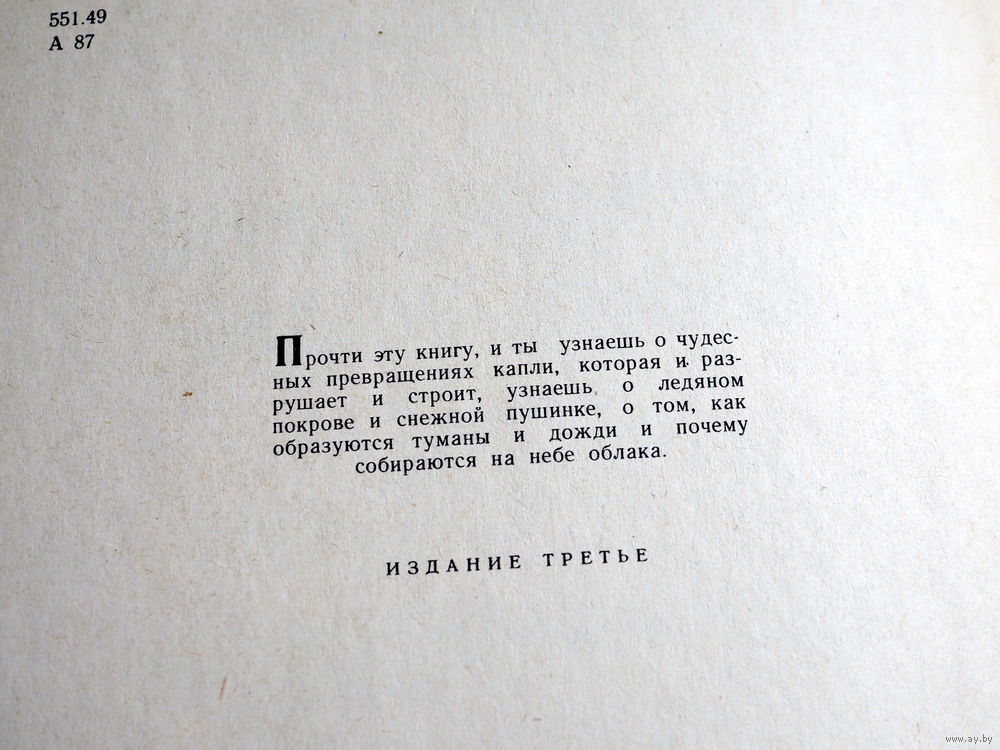 551.49
А 87
Прочти эту книгу, и ты узнаешь о чудес-
ных превращениях капли, которая и раз-
рушает и строит, узнаешь о ледяном
покрове и снежной пушинке, о том, как
образуются туманы и дожди и почему
собираются на небе облака.
ИЗДАНИЕ ТРЕТЬЕ
www.ay.by